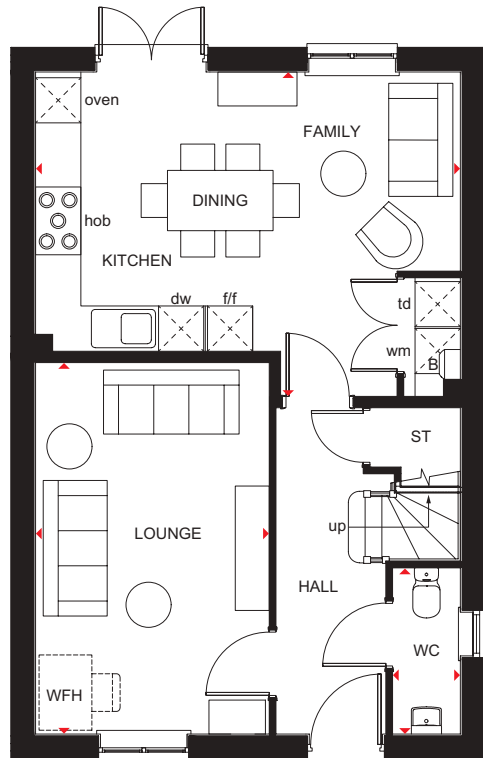 oven
FAMILY
DINING
hob
KITCHEN
dw
f/f
td
wm
B
ST
up
LOUNGE
HALL
WC
WFH